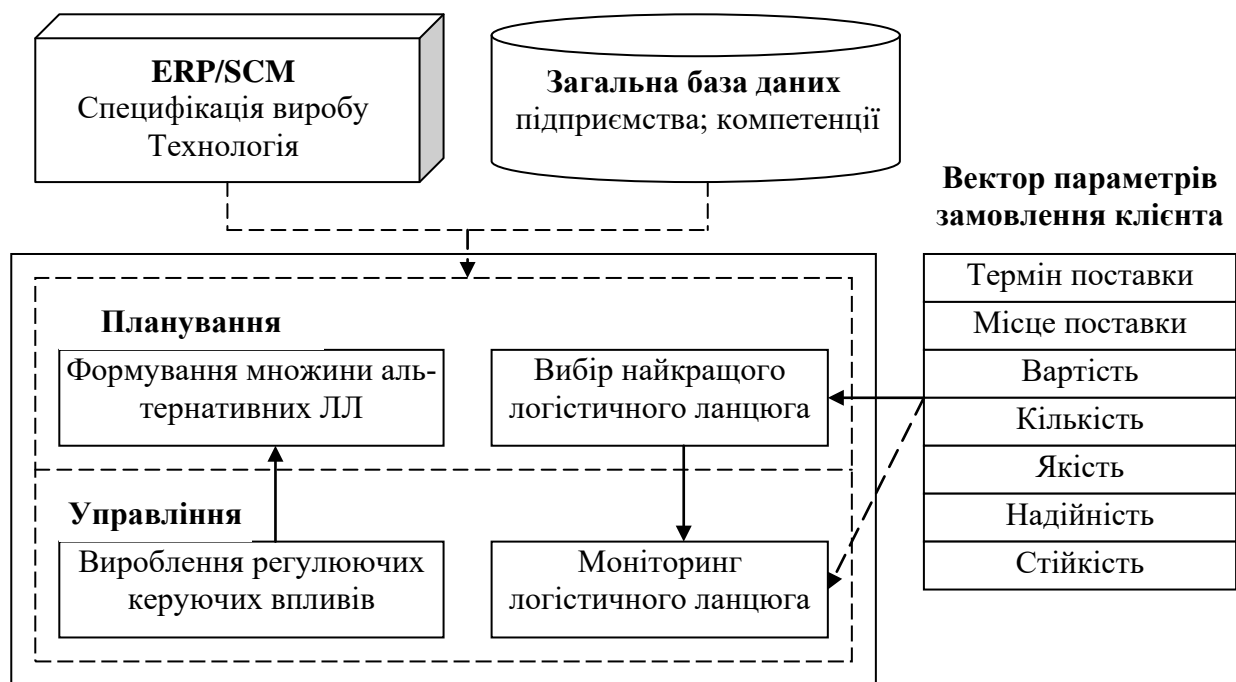 ERP/SCM
Специфікація виробу
Технологія
Загальна база даних
підприємства; компетенції
Вектор параметрів
замовлення клієнта
Термін поставки
Місце поставки
Вартість
Кількість
Якість
Надійність
Стійкість
Планування
Формування множини аль-
тернативних ЛЛ
Вибір найкращого
логістичного ланцюга
Управління
Вироблення регулюючих
керуючих впливів
Моніторинг
логістичного ланцюга